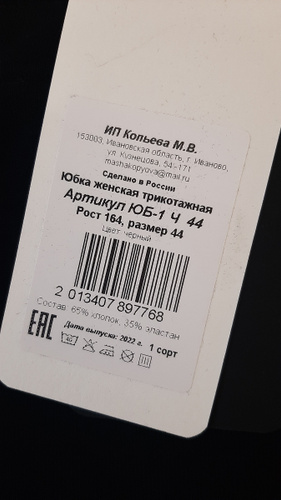 ИП Копьева М.В.
153003, Ивановская область, г. Иваново,
ул. Кузнецова, 54-171
mashakopyova@mail.ru
Сделано в России
Юбка женская трикотажная
Артикул ЮБ-1 Ч 44
Рост 164, размер 44
Цвет: черный
2 013407 897768
Состав: 65% хлопок, 35% эластан
ЕАС Дата выпуска: 2022 г. 1 сорт
40